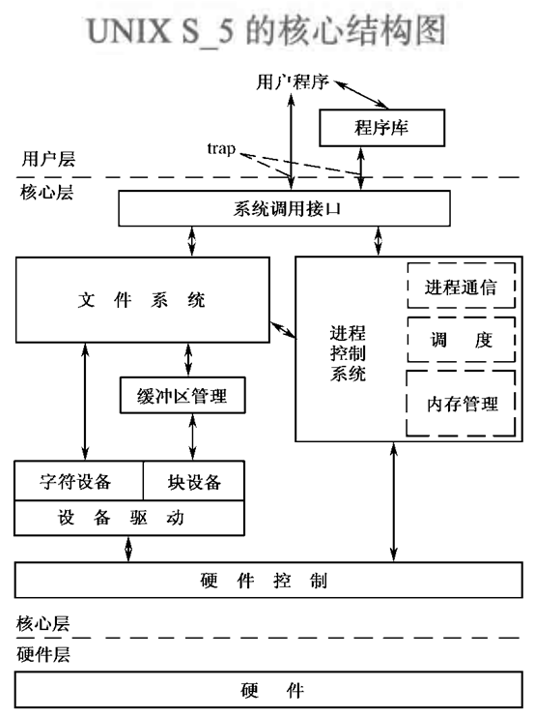 UNIX S_5 的核心结构图
用户程序
程序库
trap
用户层
核心层
系统调用接口
文 件 系 统
进程
控制
系统
进程通信
调 度
内存管理
缓冲区管理
字符设备 块设备
设 备 驱 动
硬 件 控 制
核心层
硬件层
硬 件